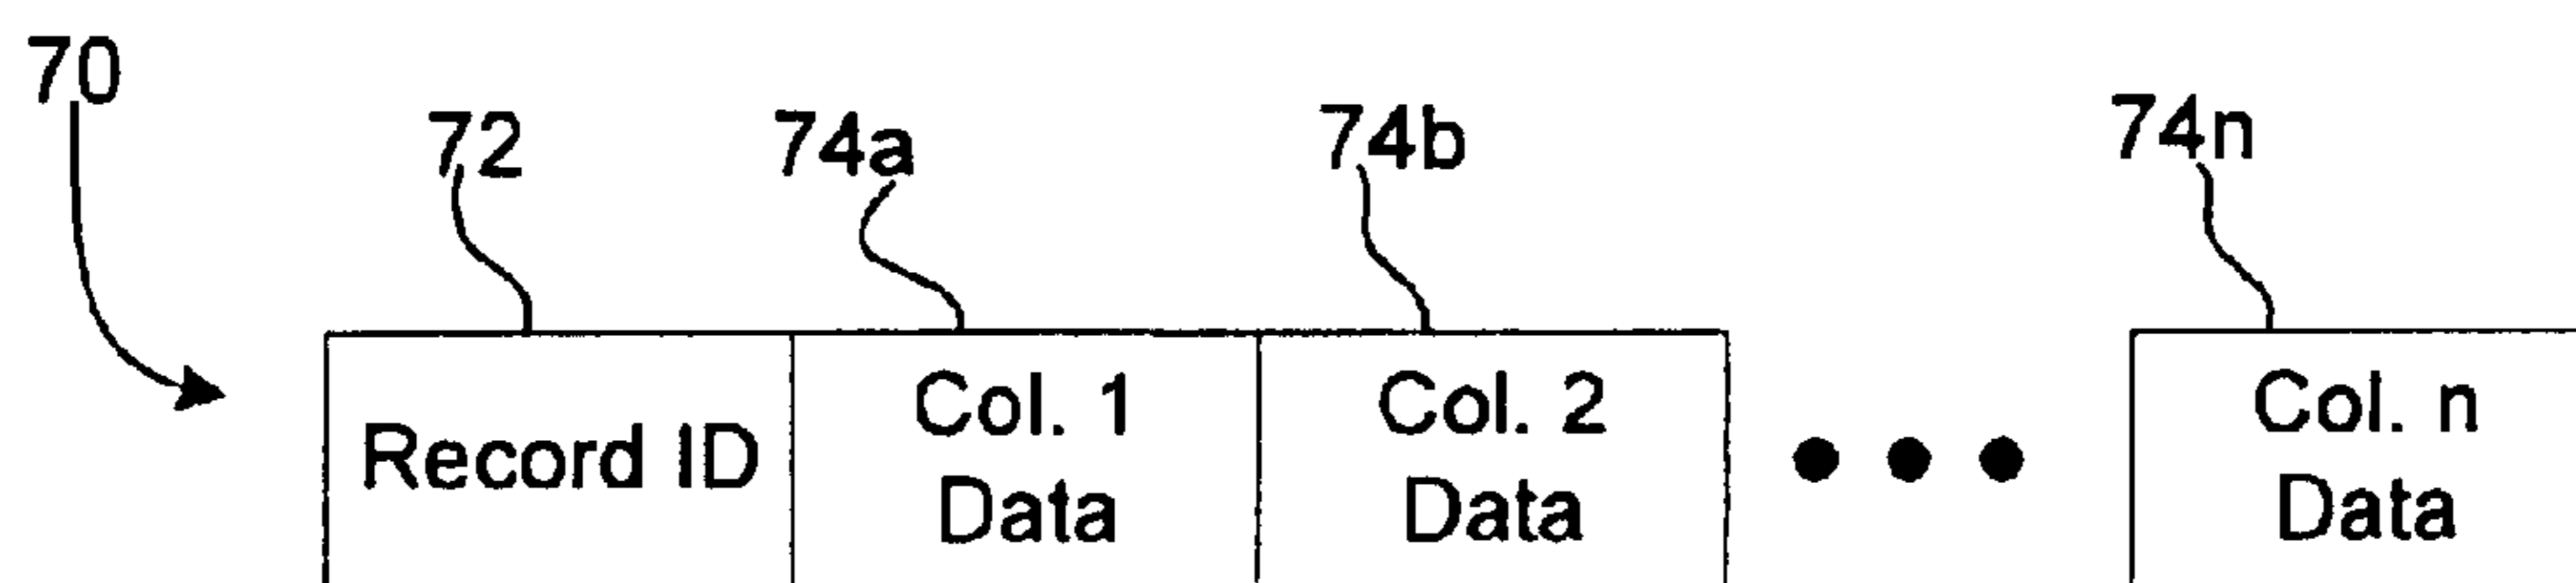 70
72 74a 74b 74n
Record ID Col. 1 Data Col. 2 Data Col. n Data